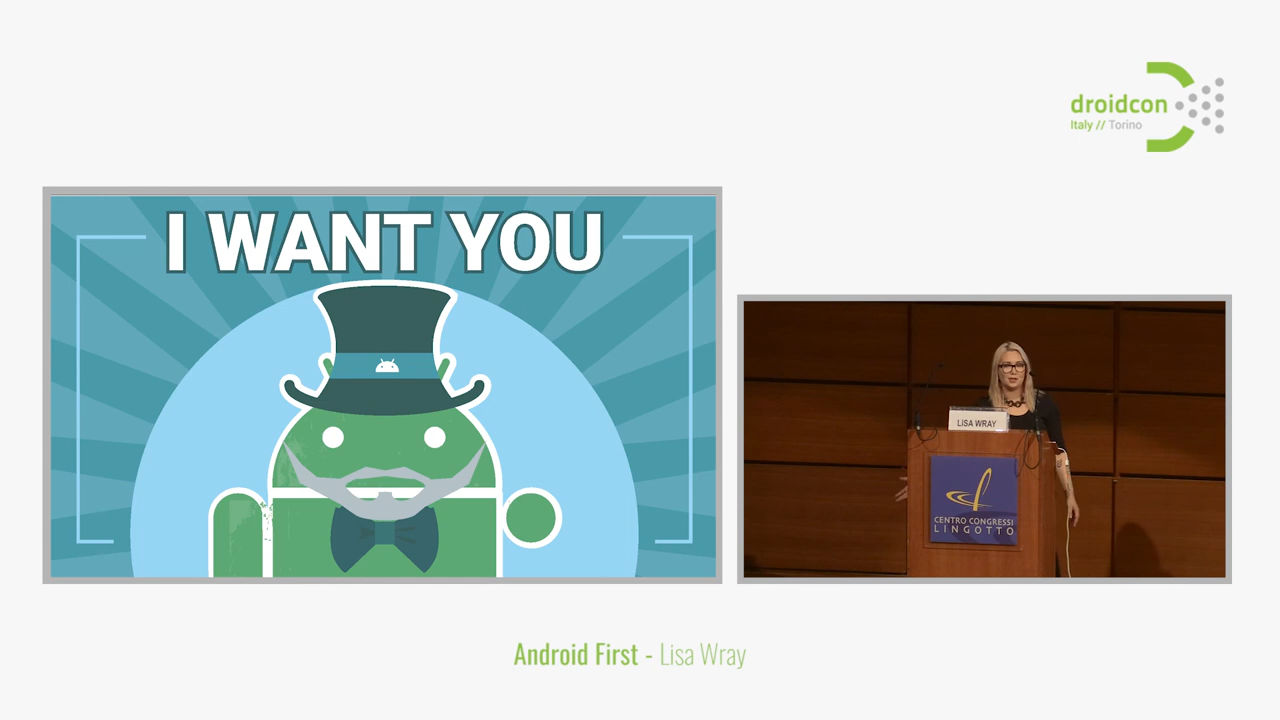 droidcon
Italy // Torino
I WANT YOU
LISA WRAY
CENTRO CONGRESSI
LINGOTTO
Android First - Lisa Wray